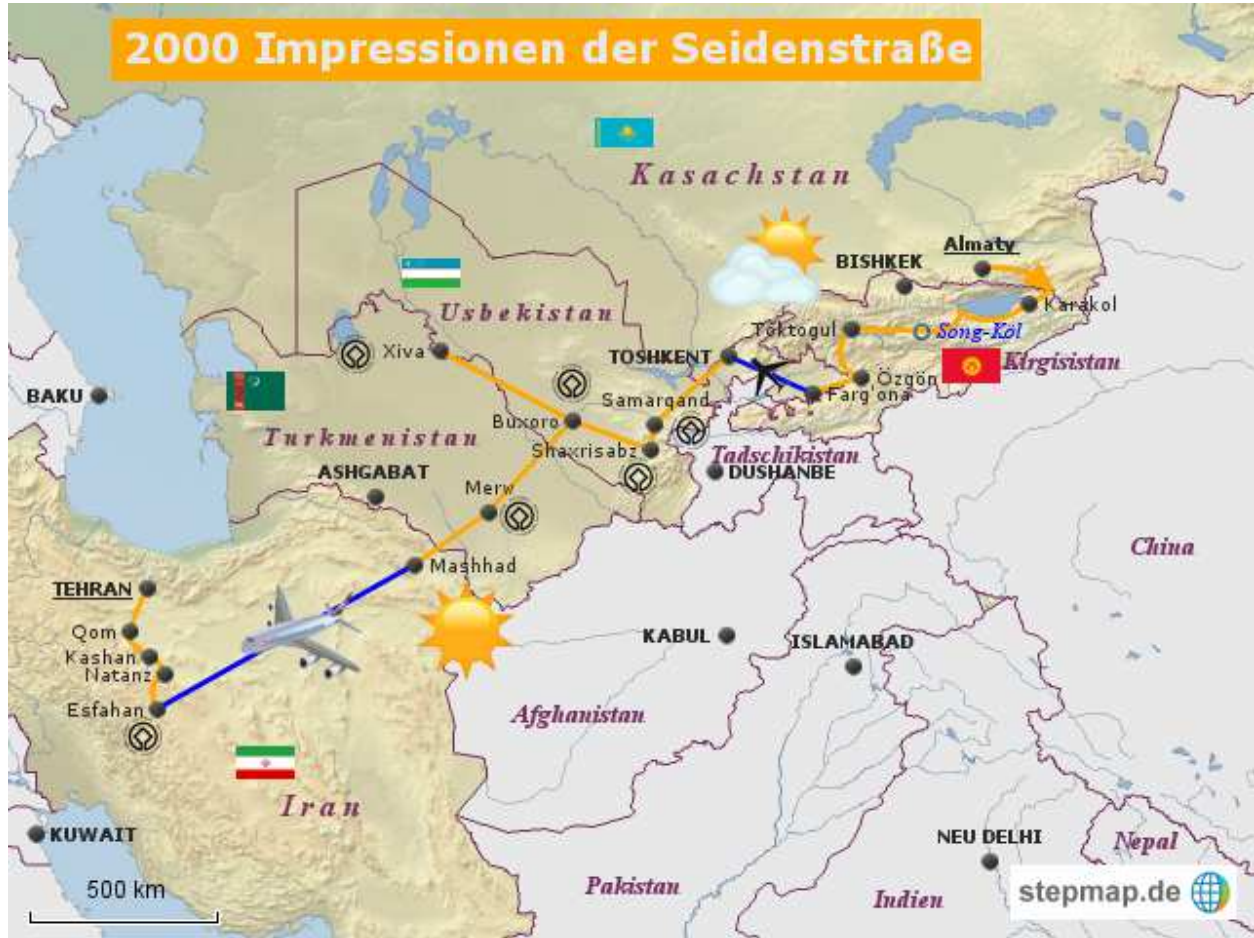 2000 Impressionen der Seidenstraße
Kasachstan
Almaty
BISHKEK
Karakol
Usbekistan
Töktogul
Song-Köl
Xiva
TOSHKENT
Kirgisistan
Özgön
BAKU
Farg'ona
Samarqand
Buxoro
Turkmenistan
Shaxrisabz
Tadschikistan
ASHGABAT
DUSHANBE
Merw
China
Mashhad
TEHRAN
Qom
KABUL
ISLAMABAD
Kashan
Natanz
Esfahan
Afghanistan
Iran
KUWAIT
NEU DELHI
Nepal
500 km
Pakistan
Indien
stepmap.de